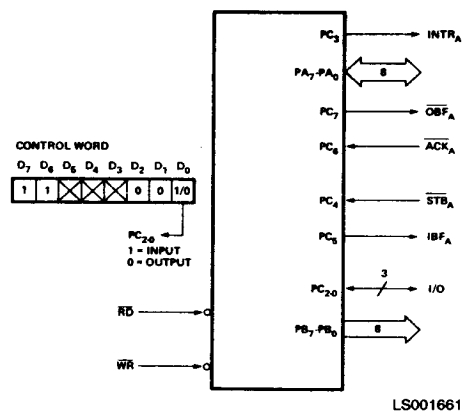 PC3 INTRA
PA7-PA0 8
PC7 OBFA
CONTROL WORD
PC6 ACKA
D7 D6 D5 D4 D3 D2 D1 D0
1 1 0 0 1/0
PC4 STBA
PC2-0
1 = INPUT
0 = OUTPUT
PC5 IBFA
3
PC2-0 I/O
RD
PB7-PB0 8
WR
LS001661